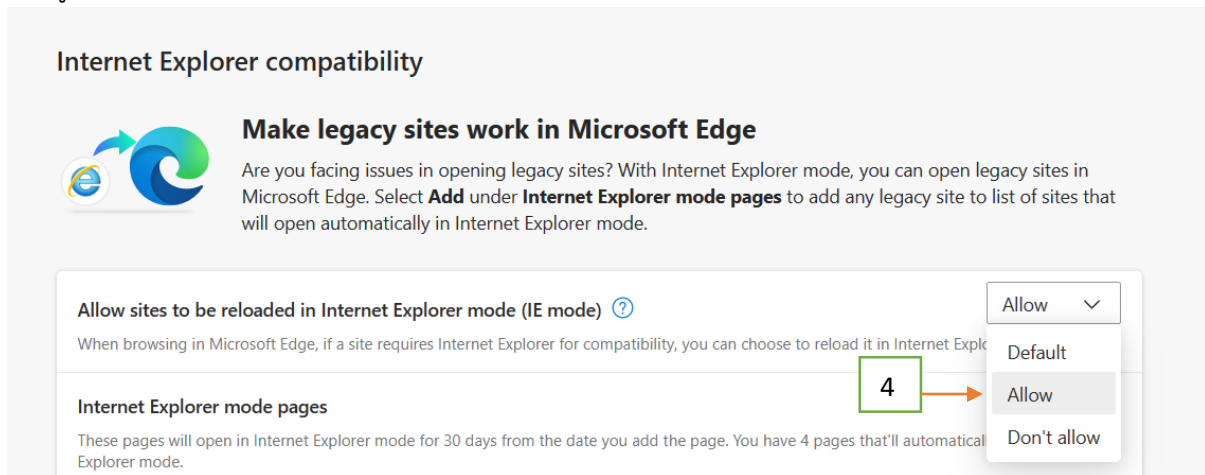 Internet Explorer compatibility
Make legacy sites work in Microsoft Edge
Are you facing issues in opening legacy sites? With Internet Explorer mode, you can open legacy sites in
Microsoft Edge. Select Add under Internet Explorer mode pages to add any legacy site to list of sites that
will open automatically in Internet Explorer mode.
Allow sites to be reloaded in Internet Explorer mode (IE mode) ?
Allow
When browsing in Microsoft Edge, if a site requires Internet Explorer for compatibility, you can choose to reload it in Internet Explo
Default
4
Allow
Internet Explorer mode pages
These pages will open in Internet Explorer mode for 30 days from the date you add the page. You have 4 pages that'll automatical
Don't allow
Explorer mode.